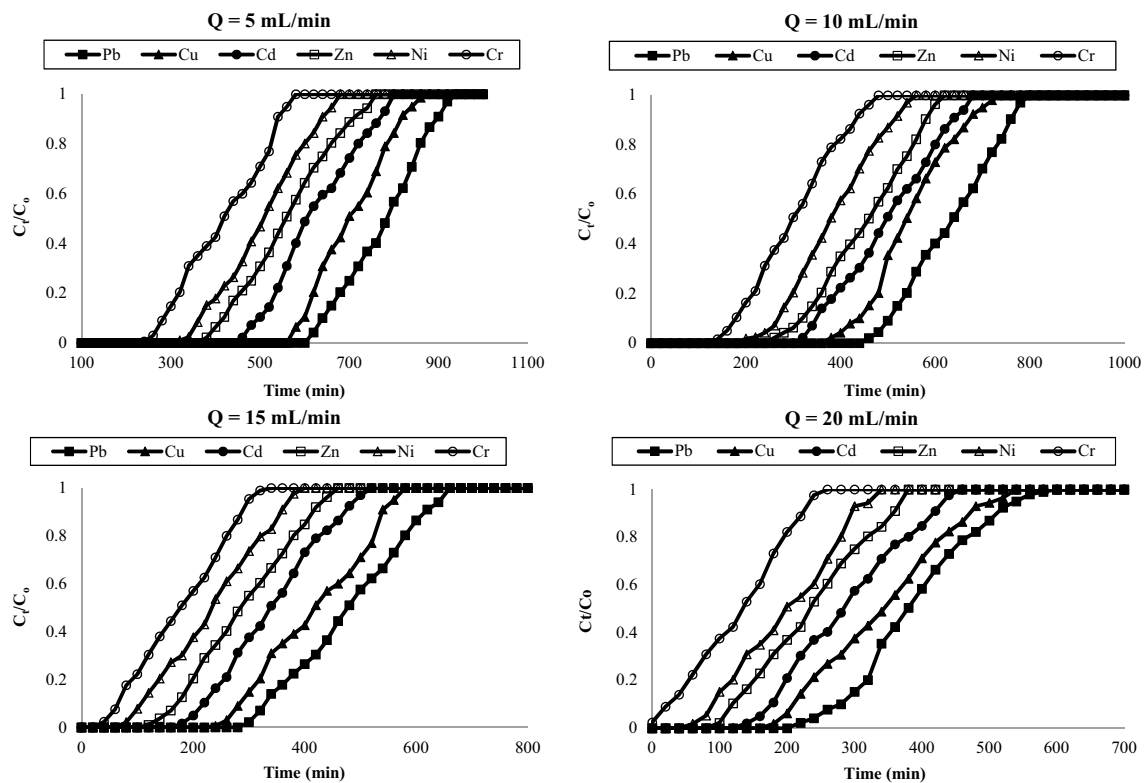 Q = 5 mL/min
Pb Cu Cd Zn Ni Cr
1
0.8
0.6
0.4
0.2
0
Cₜ/Cₒ
100 300 500 700 900 1100
Time (min)
Q = 10 mL/min
Pb Cu Cd Zn Ni Cr
1
0.8
0.6
0.4
0.2
0
Cₜ/Cₒ
0 200 400 600 800 1000
Time (min)
Q = 15 mL/min
Pb Cu Cd Zn Ni Cr
1
0.8
0.6
0.4
0.2
0
Cₜ/Cₒ
0 200 400 600 800
Time (min)
Q = 20 mL/min
Pb Cu Cd Zn Ni Cr
1
0.8
0.6
0.4
0.2
0
Ct/Co
0 100 200 300 400 500 600 700
Time (min)